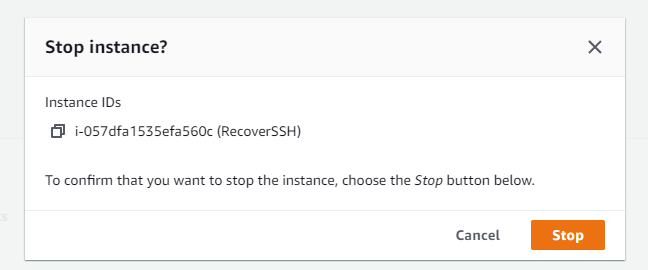 Stop instance?
Instance IDs
i-057dfa1535efa560c (RecoverSSH)
To confirm that you want to stop the instance, choose the Stop button below.
Cancel Stop